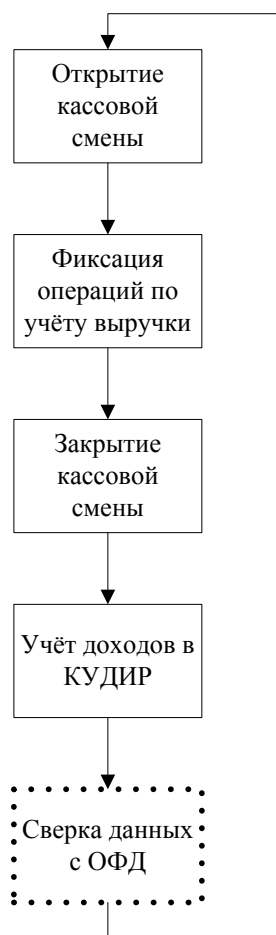 Открытие
кассовой
смены
Фиксация
операций по
учёту выручки
Закрытие
кассовой
смены
Учёт доходов в
КУДИР
Сверка данных
с ОФД